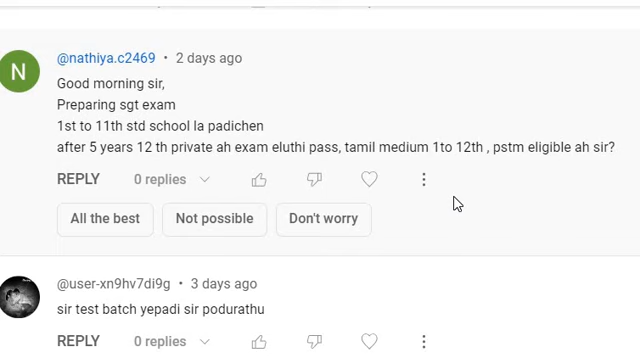 N
@nathiya.c2469 • 2 days ago
Good morning sir,
Preparing sgt exam
1st to 11th std school la padichen
after 5 years 12 th private ah exam eluthi pass, tamil medium 1to 12th , pstm eligible ah sir?
REPLY 0 replies
All the best Not possible Don't worry
@user-xn9hv7di9g • 3 days ago
sir test batch yepadi sir podurathu
REPLY 0 replies